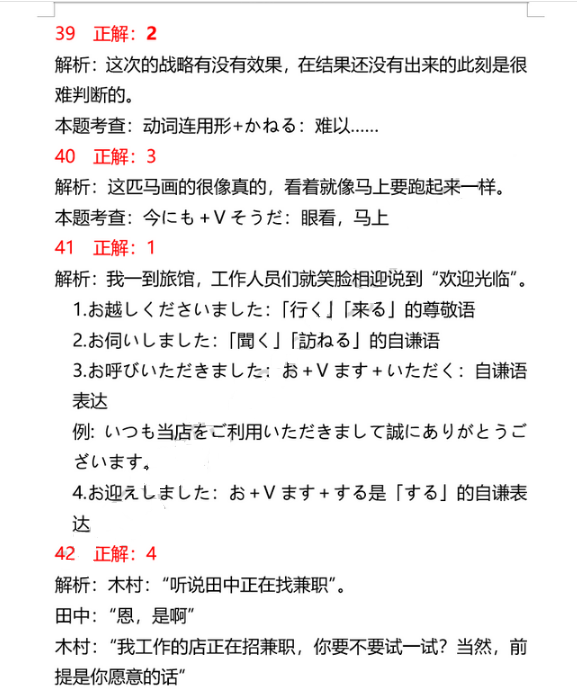 39 正解：2
解析：这次的战略有没有效果，在结果还没有出来的此刻是很
难判断的。
本题考查：动词连用形+かねる：难以……
40 正解：3
解析：这匹马画的很像真的，看着就像马上要跑起来一样。
本题考查：今にも＋V そうだ：眼看，马上
41 正解：1
解析：我一到旅馆，工作人员们就笑脸相迎说到“欢迎光临”。
1.お越しくださいました：「行く」「来る」的尊敬语
2.お伺いしました：「聞く」「訪ねる」的自谦语
3.お呼びいただきました：お＋V ます＋いただく：自谦语
表达
例: いつも当店をご利用いただきまして誠にありがとうご
ざいます。
4.お迎えしました：お＋V ます＋する是「する」的自谦表
达
42 正解：4
解析：木村：“听说田中正在找兼职”。
田中：“恩，是啊”
木村：“我工作的店正在招兼职，你要不要试一试？当然，前
提是你愿意的话”